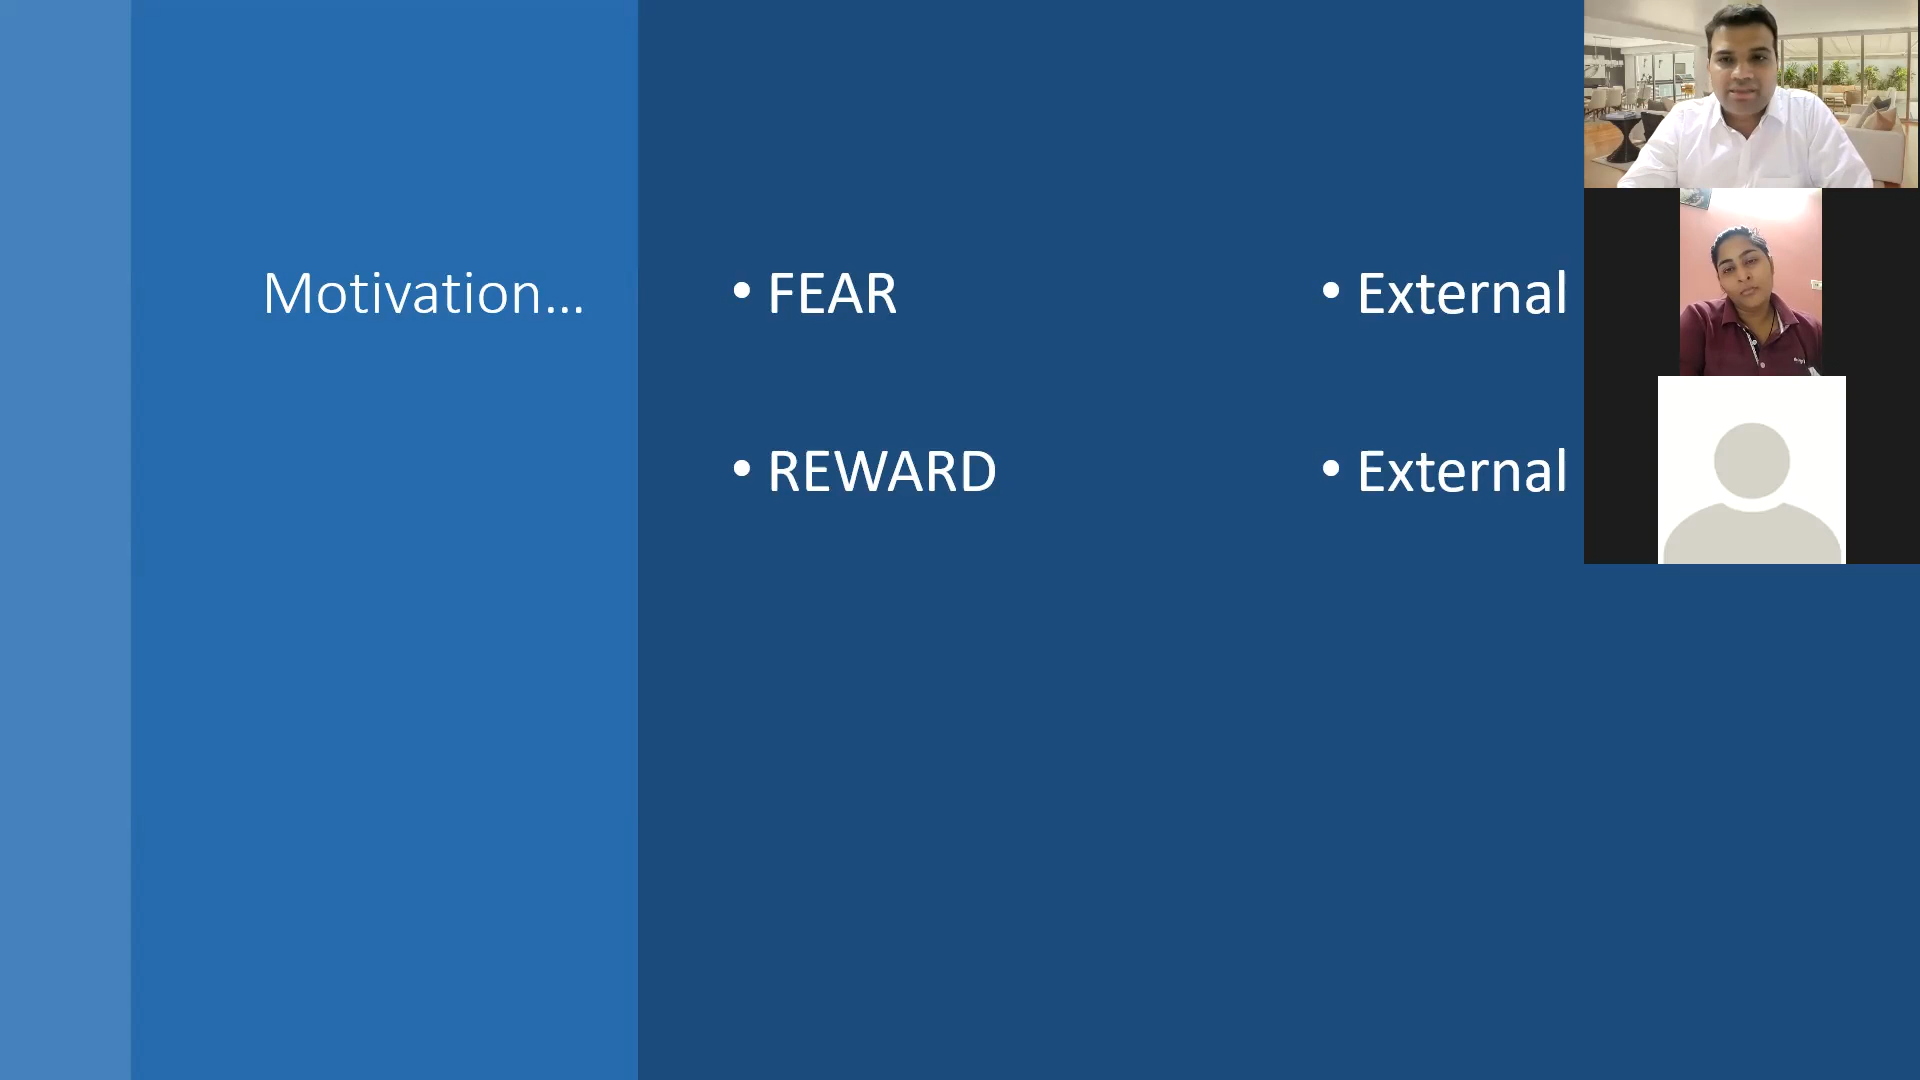 Motivation...
• FEAR
• External
• REWARD
• External